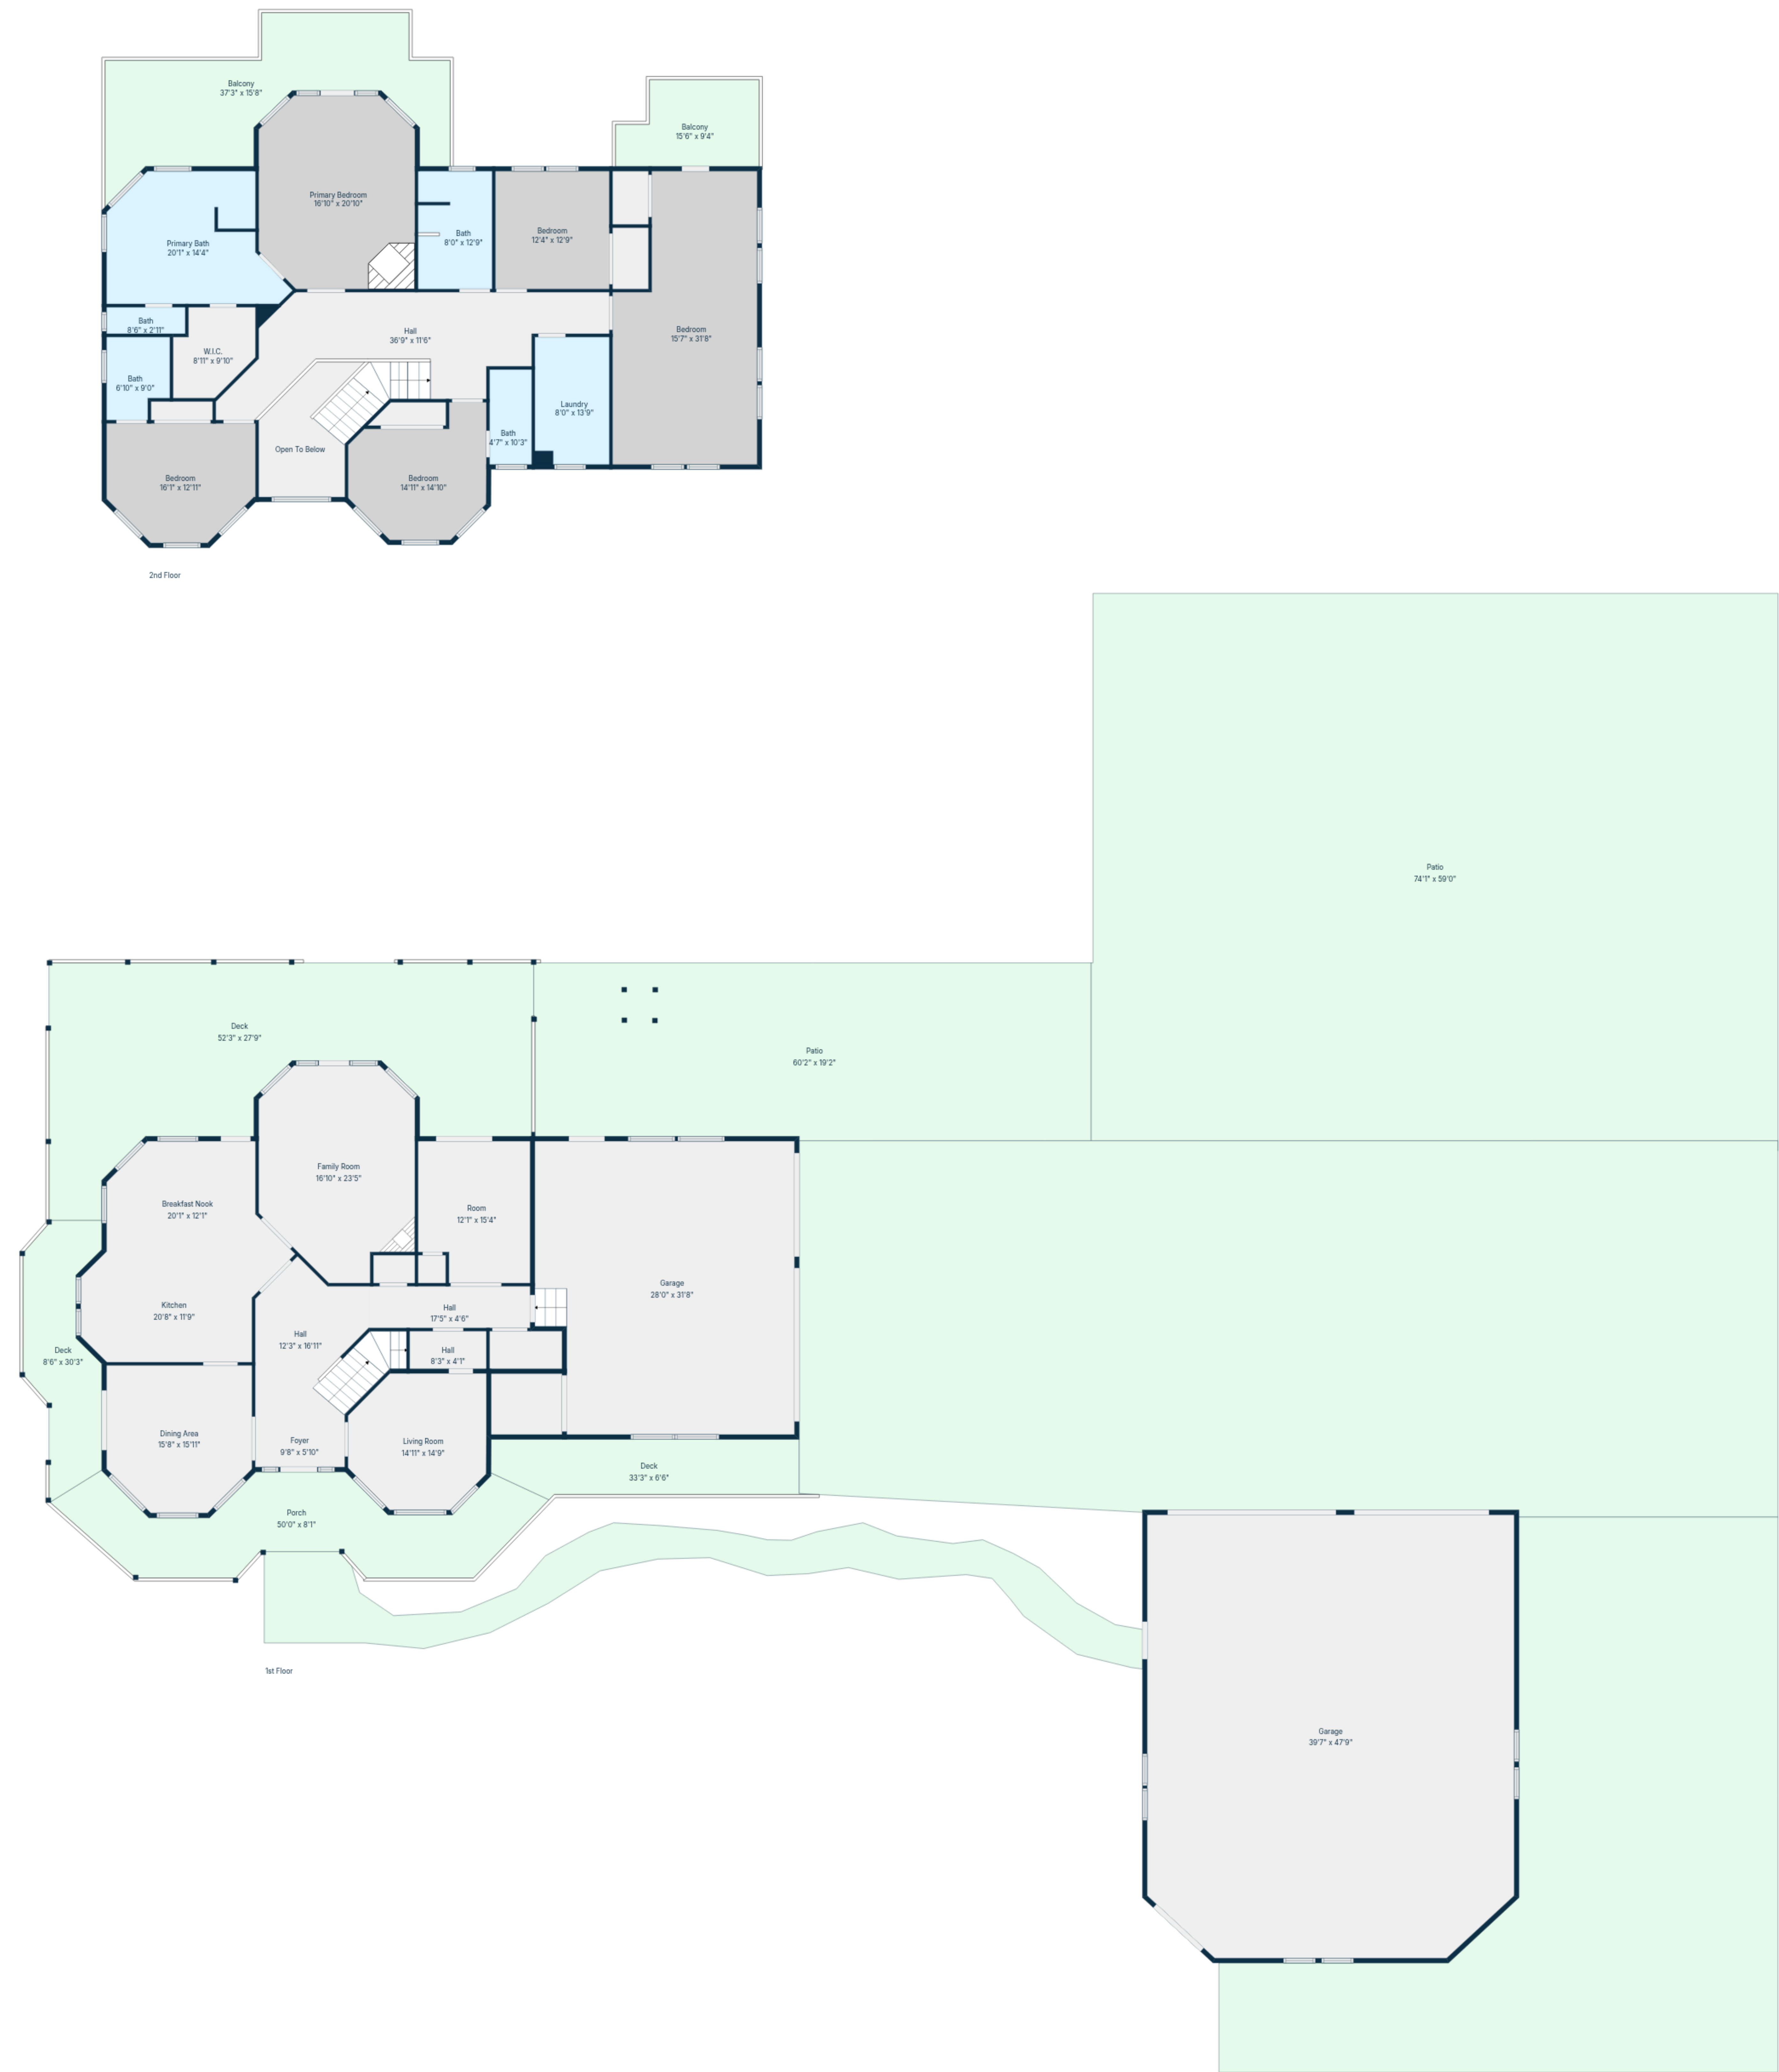 Balcony
37'3" x 15'8"
Balcony
15'6" x 9'4"
Primary Bedroom
16'10" x 20'10"
Bedroom
12'4" x 12'9"
Bath
8'0" x 12'9"
Primary Bath
20'1" x 14'4"
Bath
8'6" x 2'11"
Hall
36'9" x 11'6"
Bedroom
15'7" x 31'8"
W.I.C.
8'11" x 9'10"
Bath
6'10" x 9'0"
Laundry
8'0" x 13'9"
Bath
4'7" x 10'3"
Open To Below
Bedroom
16'1" x 12'11"
Bedroom
14'11" x 14'10"
2nd Floor
Patio
74'1" x 59'0"
Deck
52'3" x 27'9"
Patio
60'2" x 19'2"
Family Room
16'10" x 23'5"
Breakfast Nook
20'1" x 12'1"
Room
12'1" x 15'4"
Garage
28'0" x 31'8"
Kitchen
20'8" x 11'9"
Hall
17'5" x 4'6"
Hall
12'3" x 16'11"
Deck
8'6" x 30'3"
Hall
8'3" x 4'1"
Dining Area
15'8" x 15'11"
Foyer
9'8" x 5'10"
Living Room
14'11" x 14'9"
Deck
33'3" x 6'6"
Porch
50'0" x 8'1"
1st Floor
Garage
39'7" x 47'9"